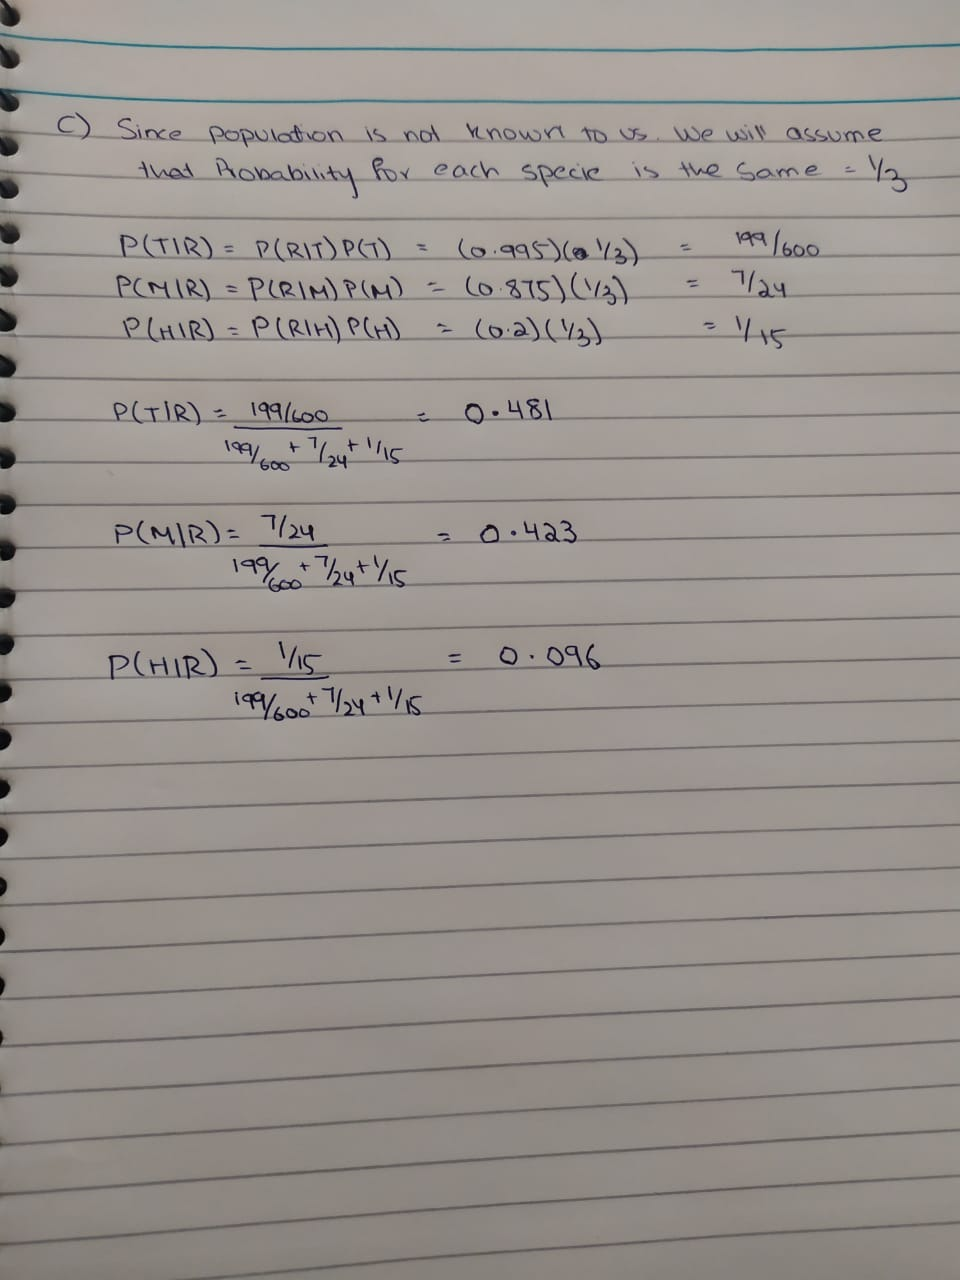 C) Since population is not known to us. We will assume
that Probability for each specie is the same = 1/3
P(T|R) = P(R|T) P(T) = (0.995)(1/3) = 199/600
P(M|R) = P(R|M) P(M) = (0.875)(1/3) = 7/24
P(H|R) = P(R|H) P(H) = (0.2)(1/3) = 1/15
P(T|R) = 199/600 = 0.481
199/600 + 7/24 + 1/15
P(M|R) = 7/24 = 0.423
199/600 + 7/24 + 1/15
P(H|R) = 1/15 = 0.096
199/600 + 7/24 + 1/15